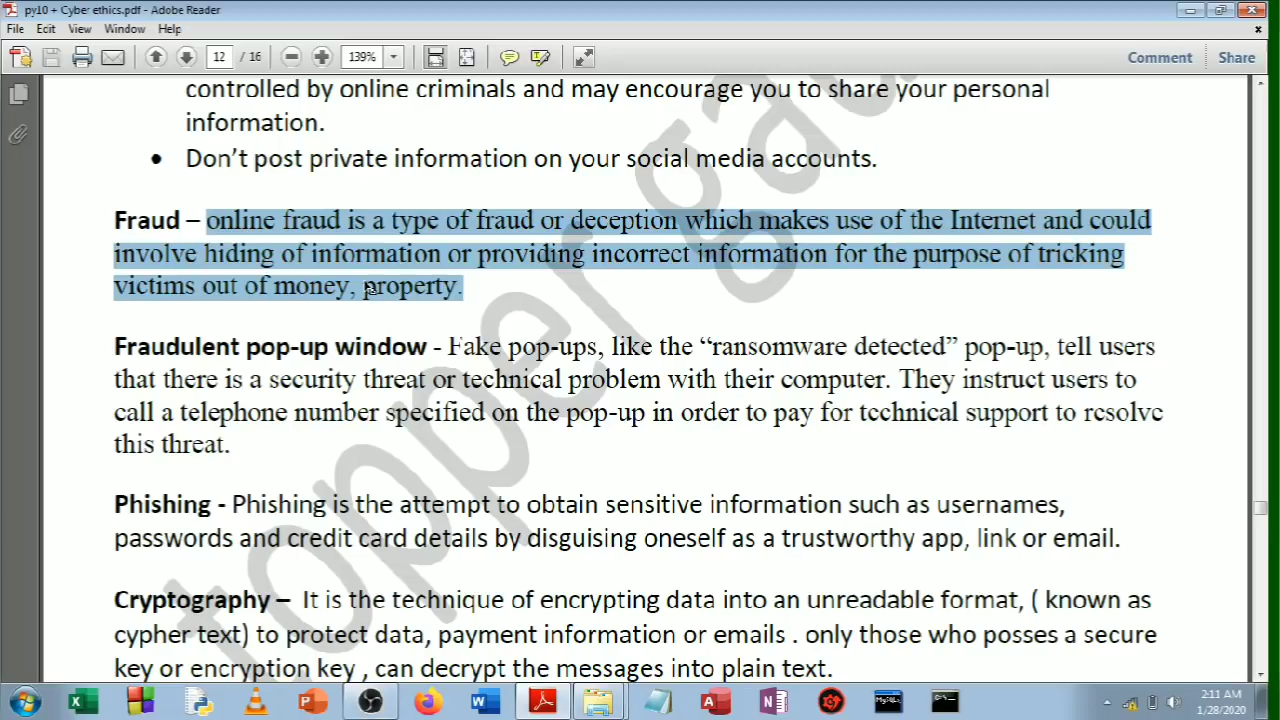 py10 + Cyber ethics.pdf - Adobe Reader
File Edit View Window Help
12 / 16 139% Comment Share
controlled by online criminals and may encourage you to share your personal
information.
• Don't post private information on your social media accounts.
Fraud – online fraud is a type of fraud or deception which makes use of the Internet and could
involve hiding of information or providing incorrect information for the purpose of tricking
victims out of money, property.
Fraudulent pop-up window - Fake pop-ups, like the “ransomware detected” pop-up, tell users
that there is a security threat or technical problem with their computer. They instruct users to
call a telephone number specified on the pop-up in order to pay for technical support to resolve
this threat.
Phishing - Phishing is the attempt to obtain sensitive information such as usernames,
passwords and credit card details by disguising oneself as a trustworthy app, link or email.
Cryptography – It is the technique of encrypting data into an unreadable format, ( known as
cypher text) to protect data, payment information or emails . only those who posses a secure
key or encryption key , can decrypt the messages into plain text.
2:11 AM
1/28/2020